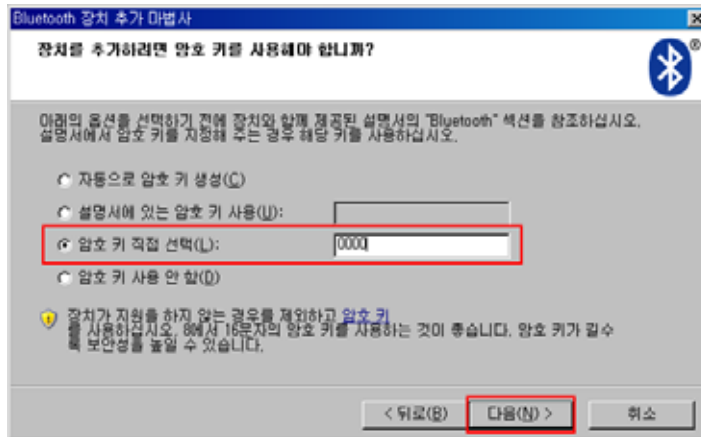 Bluetooth 장치 추가 마법사
장치를 추가하려면 암호 키를 사용해야 합니까?
®
아래의 옵션을 선택하기 전에 장치와 함께 제공된 설명서의 "Bluetooth" 섹션을 참조하십시오.
설명서에서 암호 키를 지정해 주는 경우 해당 키를 사용하십시오.
자동으로 암호 키 생성(C)
설명서에 있는 암호 키 사용(U):
암호 키 직접 선택(L): 0000
암호 키 사용 안 함(D)
장치가 지원을 하지 않는 경우를 제외하고 암호 키
를 사용하십시오. 8에서 16문자의 암호 키를 사용하는 것이 좋습니다. 암호 키가 길수
록 보안성을 높일 수 있습니다.
< 뒤로(B) 다음(N) > 취소